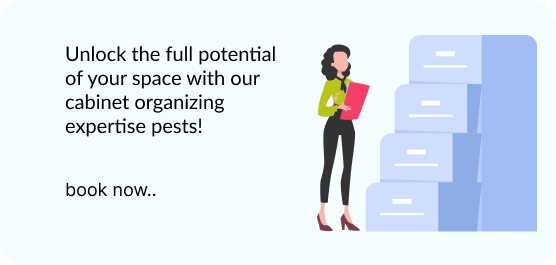 Unlock the full potential
of your space with our
cabinet organizing
expertise pests!
book now..